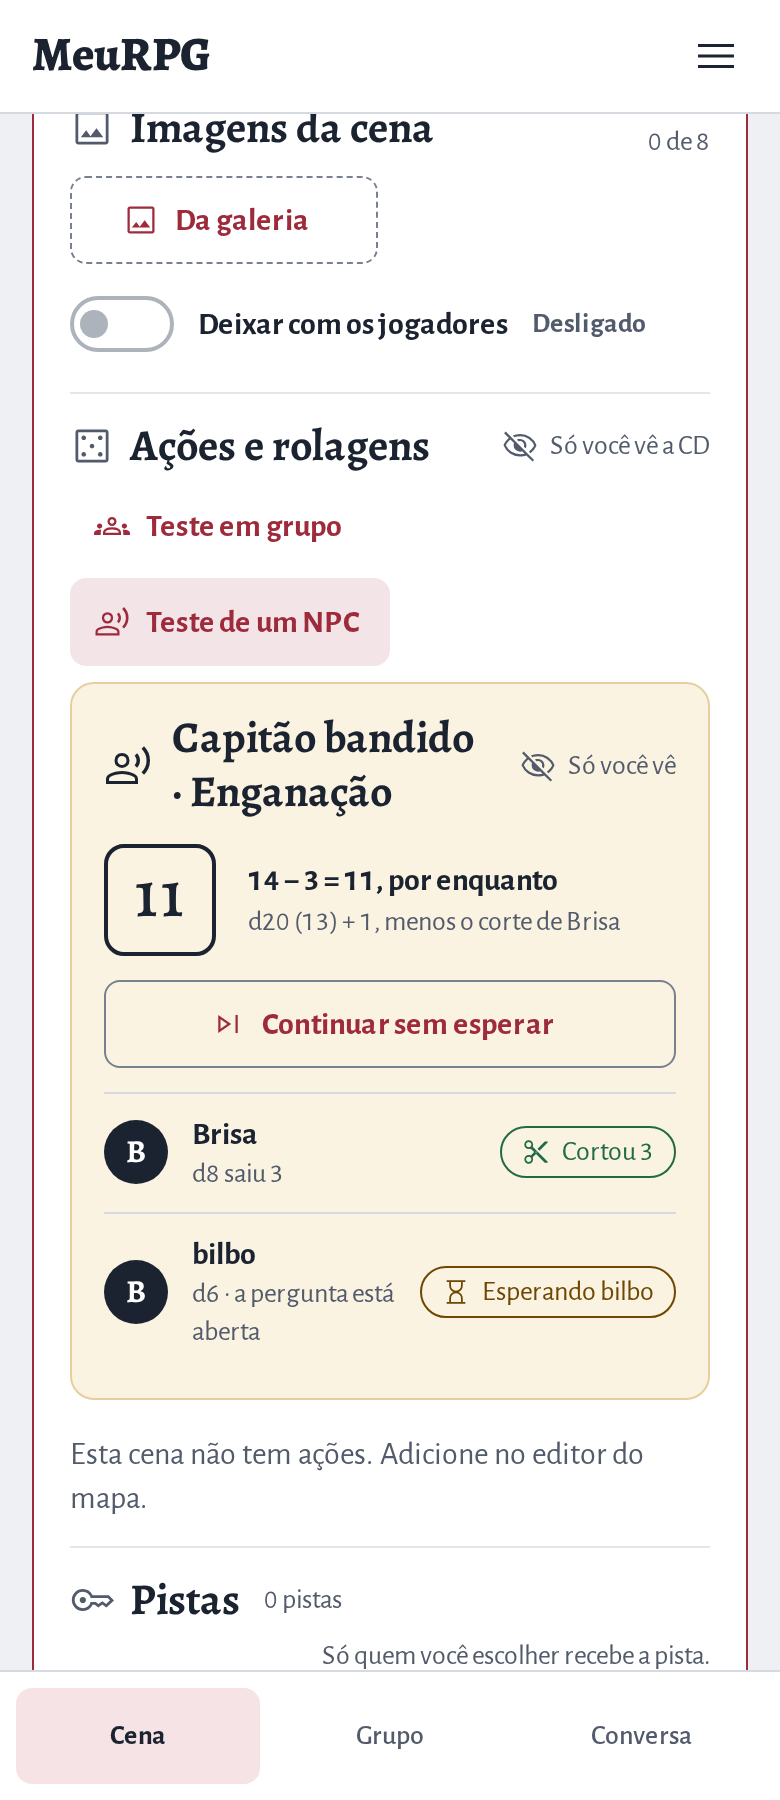 MeuRPG
Imagens da cena
0 de 8
Da galeria
Deixar com os jogadores Desligado
Ações e rolagens Só você vê a CD
Teste em grupo
Teste de um NPC
Capitão bandido
· Enganação
Só você vê
11
14 – 3 = 11, por enquanto
d20 (13) + 1, menos o corte de Brisa
Continuar sem esperar
B
Brisa
d8 saiu 3
Cortou 3
B
bilbo
d6 · a pergunta está
aberta
Esperando bilbo
Esta cena não tem ações. Adicione no editor do
mapa.
Pistas 0 pistas
Só quem você escolher recebe a pista.
Cena Grupo Conversa